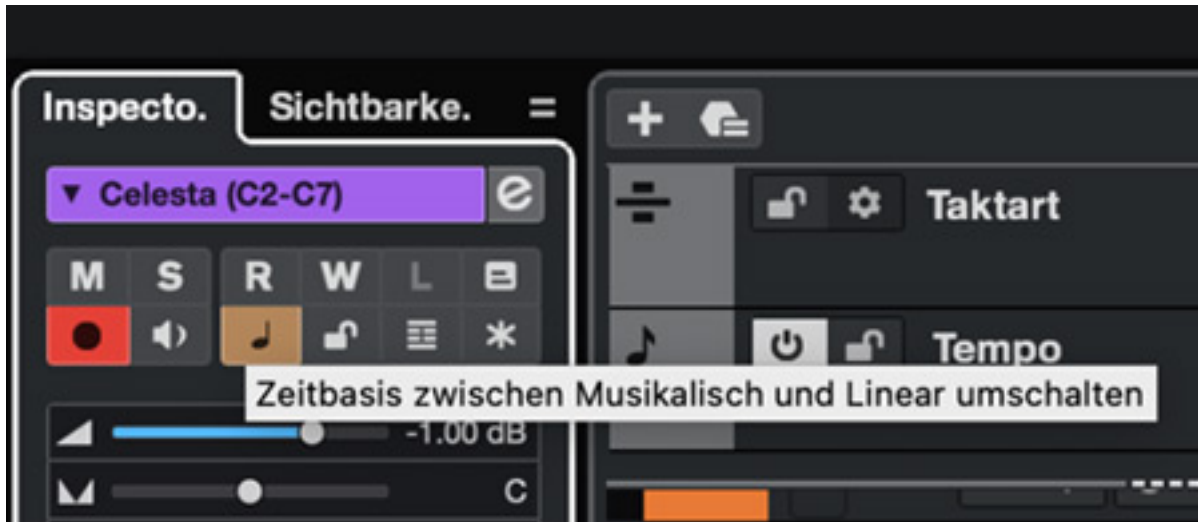 Inspecto. Sichtbarke.
Celesta (C2-C7) e
M S R W L
Taktart
Tempo
Zeitbasis zwischen Musikalisch und Linear umschalten
-1.00 dB
C